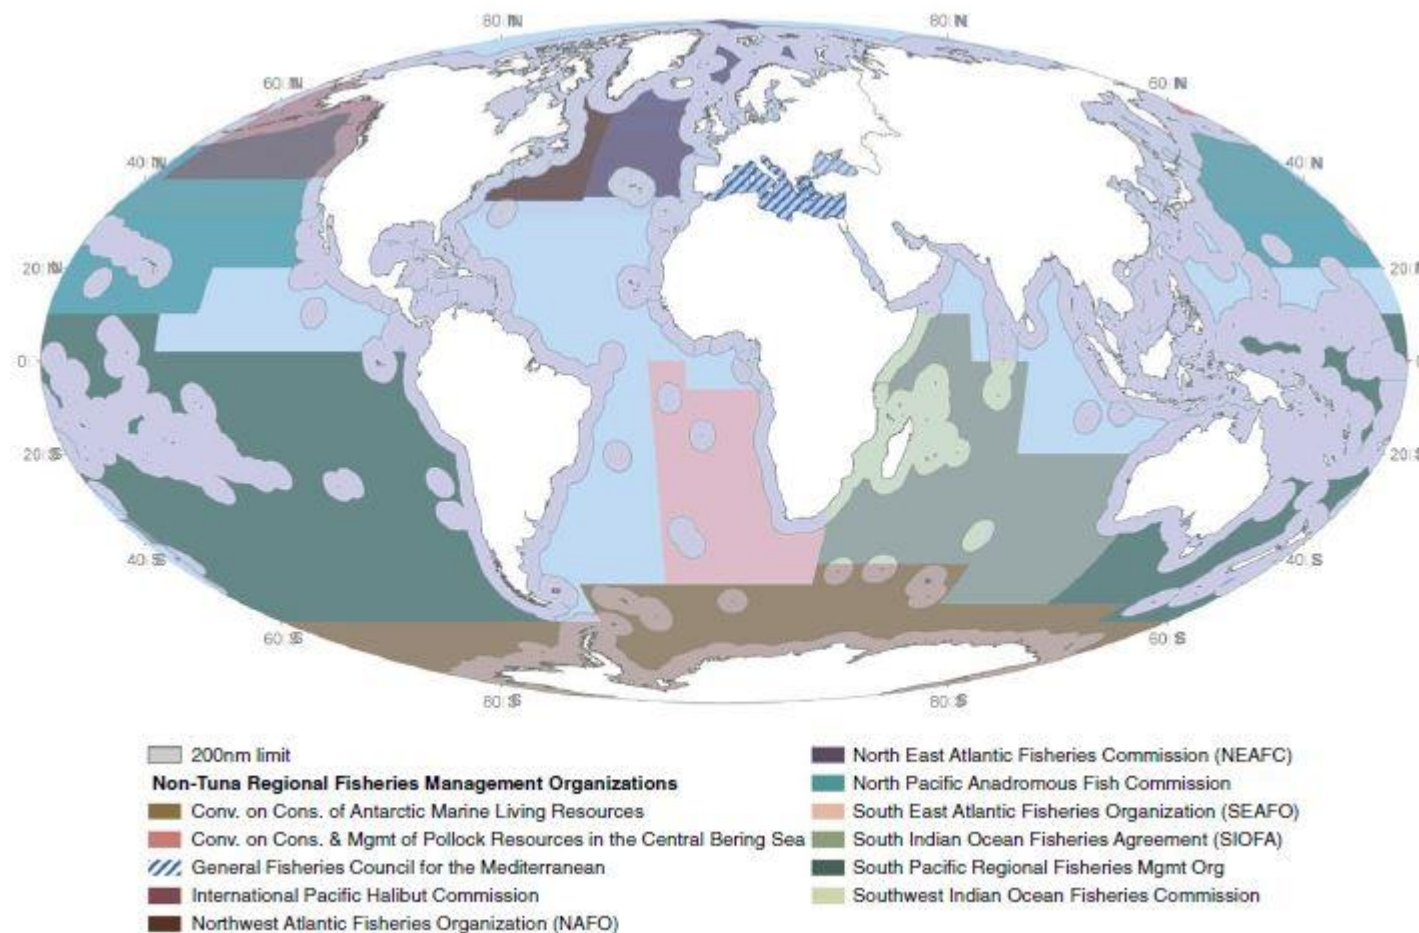 80 N 80 N
60 N 60 N
40 N 40 N
20 N 20 N
0 0
20 S 20 S
40 S 40 S
60 S 60 S
80 S 80 S
200nm limit
Non-Tuna Regional Fisheries Management Organizations
Conv. on Cons. of Antarctic Marine Living Resources
Conv. on Cons. & Mgmt of Pollock Resources in the Central Bering Sea
General Fisheries Council for the Mediterranean
International Pacific Halibut Commission
Northwest Atlantic Fisheries Organization (NAFO)
North East Atlantic Fisheries Commission (NEAFC)
North Pacific Anadromous Fish Commission
South East Atlantic Fisheries Organization (SEAFO)
South Indian Ocean Fisheries Agreement (SIOFA)
South Pacific Regional Fisheries Mgmt Org
Southwest Indian Ocean Fisheries Commission